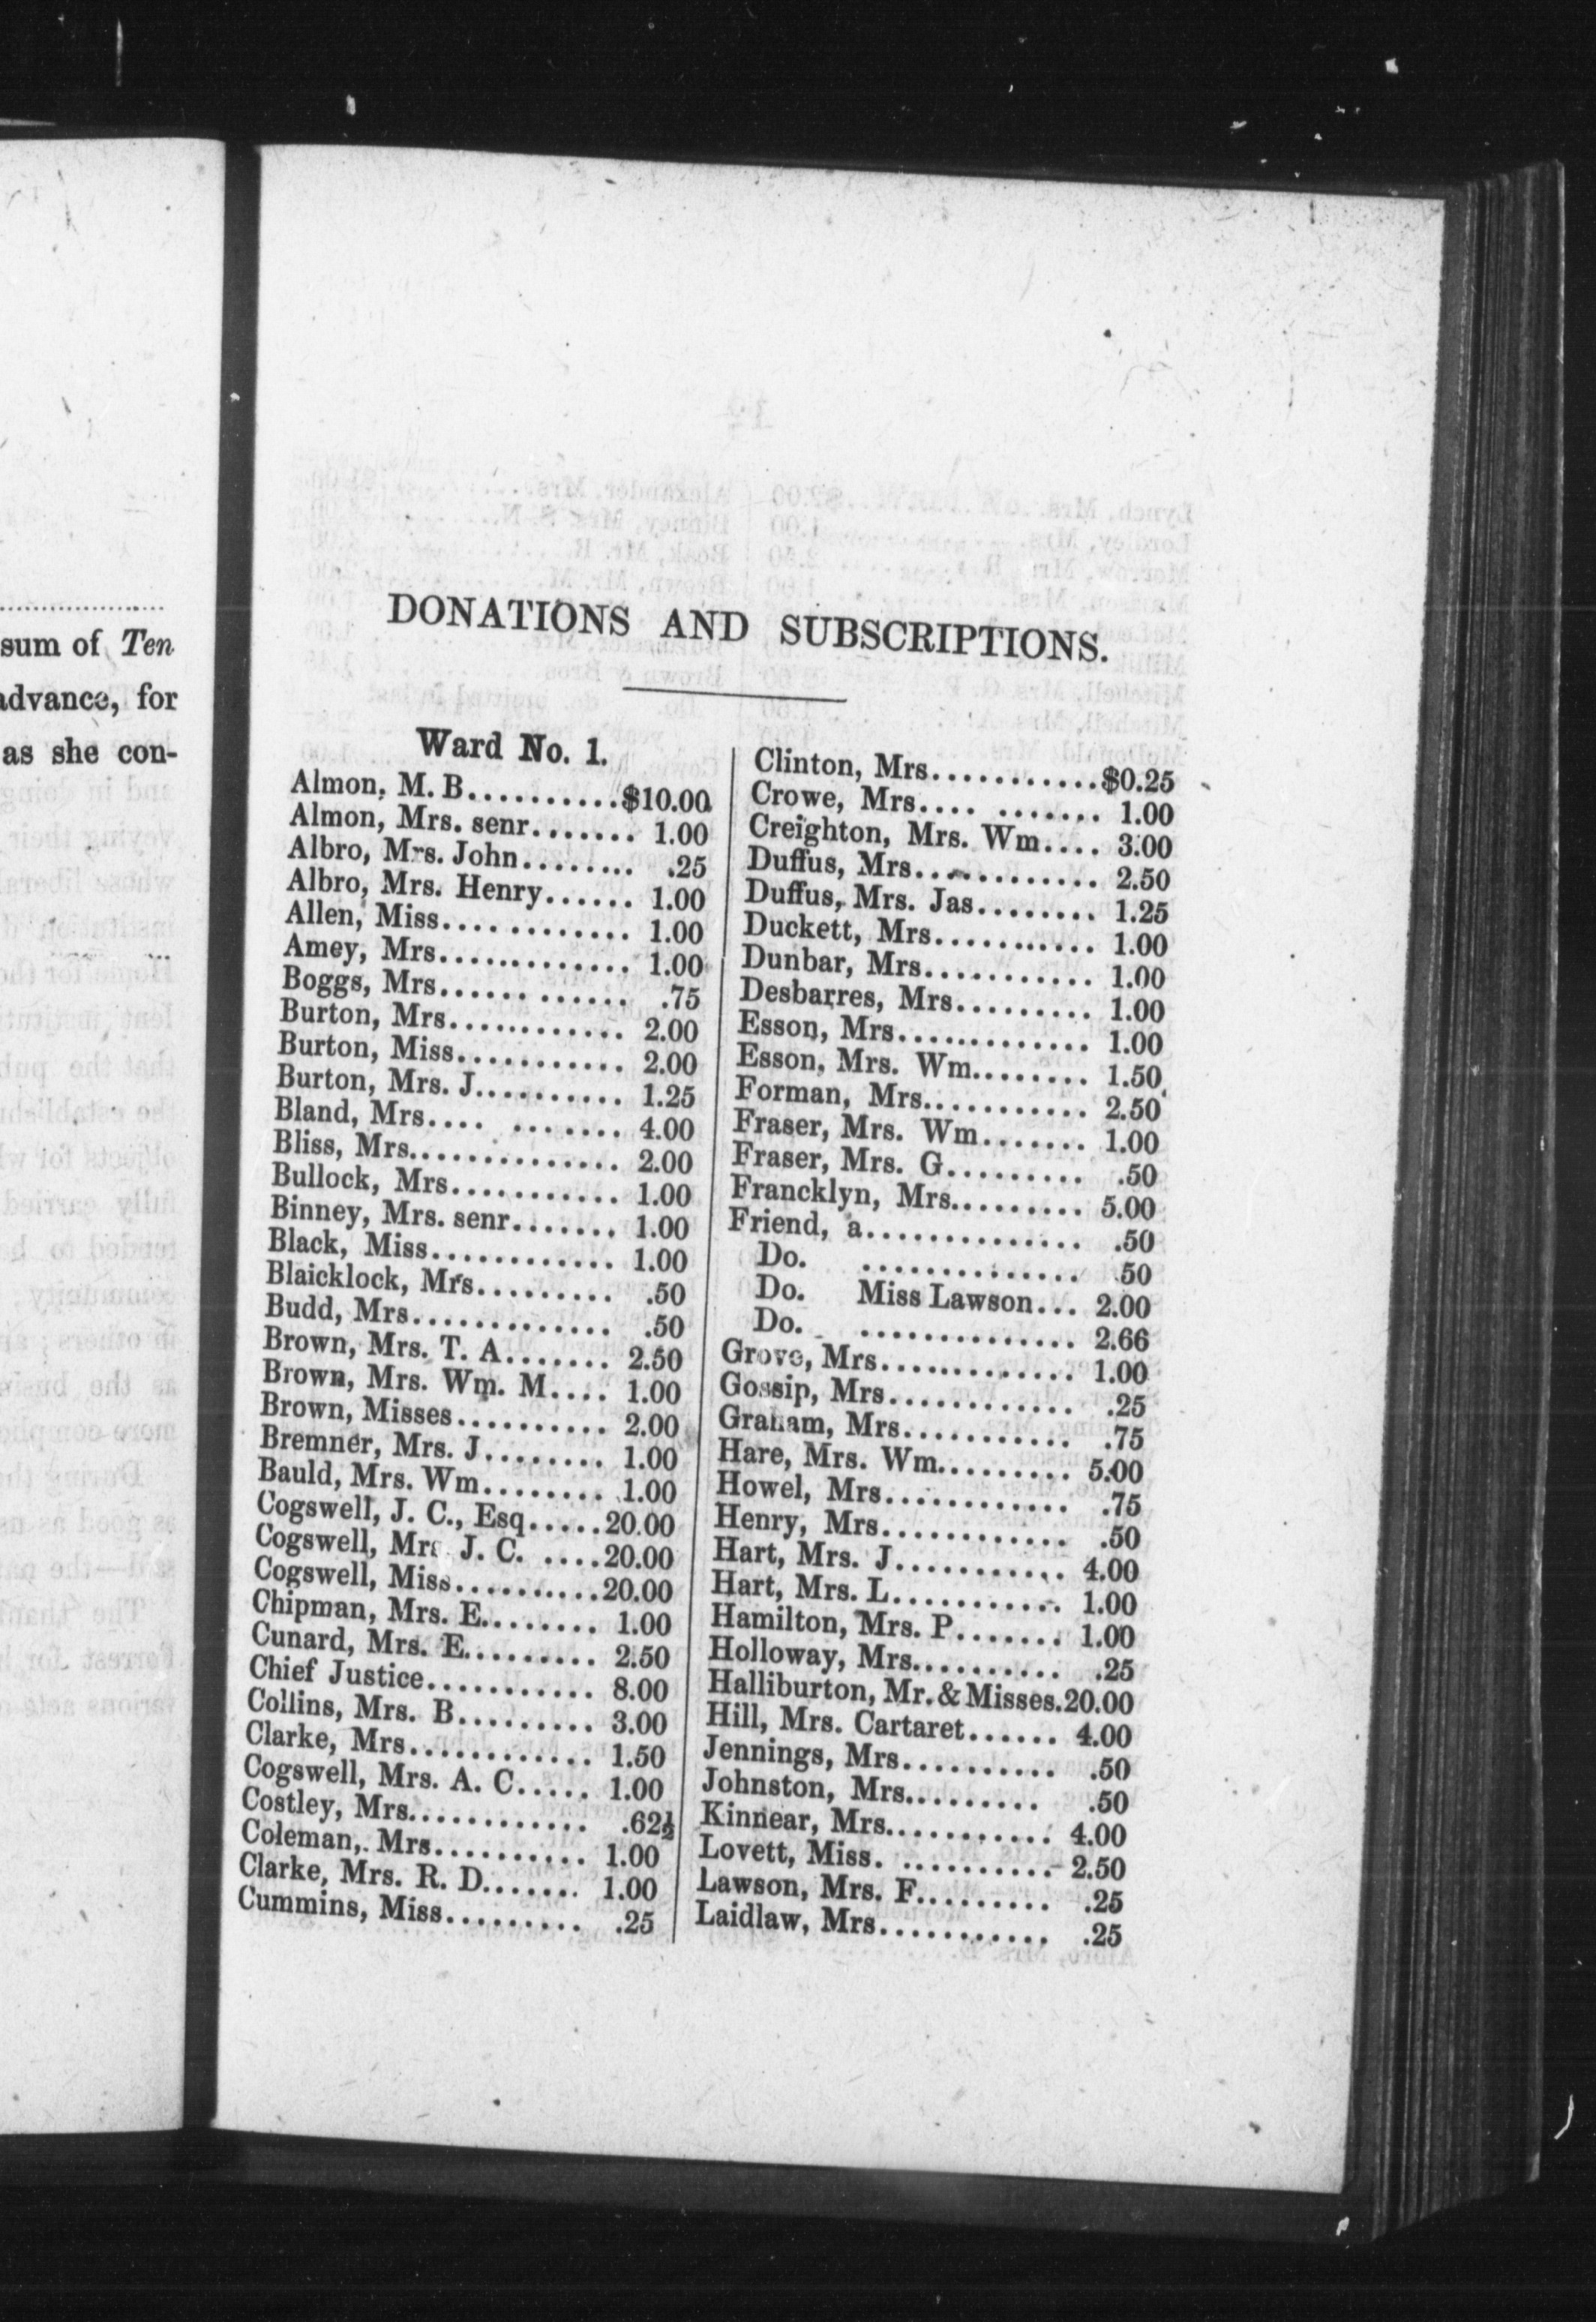 sum of Ten
advance, for
as she con-
DONATIONS AND SUBSCRIPTIONS.
Ward No. 1.
Almon, M. B..........$10.00
Almon, Mrs. senr....... 1.00
Albro, Mrs. John........ .25
Albro, Mrs. Henry...... 1.00
Allen, Miss............. 1.00
Amey, Mrs.............. 1.00
Boggs, Mrs...... ...... .75
Burton, Mrs............ 2.00
Burton, Miss........... 2.00
Burton, Mrs. J.......... 1.25
Bland, Mrs.... ....... 4.00
Bliss, Mrs.............. 2.00
Bullock, Mrs........... 1.00
Binney, Mrs. senr....... 1.00
Black, Miss............ 1.00
Blaicklock, Mrs......... .50
Budd, Mrs............. .50
Brown, Mrs. T. A....... 2.50
Brown, Mrs. Wm. M.... 1.00
Brown, Misses.......... 2.00
Bremner, Mrs. J........ 1.00
Bauld, Mrs. Wm........ 1.00
Cogswell, J. C., Esq.....20.00
Cogswell, Mrs J. C. ....20.00
Cogswell, Miss..........20.00
Chipman, Mrs. E........ 1.00
Cunard, Mrs. E......... 2.50
Chief Justice........... 8.00
Collins, Mrs. B......... 3.00
Clarke, Mrs............ 1.50
Cogswell, Mrs. A. C..... 1.00
Costley, Mrs............ .62½
Coleman, Mrs.......... 1.00
Clarke, Mrs. R. D....... 1.00
Cummins, Miss......... .25
Clinton, Mrs...........$0.25
Crowe, Mrs.... ....... 1.00
Creighton, Mrs. Wm.... 3.00
Duffus, Mrs............ 2.50
Duffus, Mrs. Jas........ 1.25
Duckett, Mrs.......... 1.00
Dunbar, Mrs........... 1.00
Desbarres, Mrs......... 1.00
Esson, Mrs............. 1.00
Esson, Mrs. Wm........ 1.50
Forman, Mrs........... 2.50
Fraser, Mrs. Wm....... 1.00
Fraser, Mrs. G......... .50
Francklyn, Mrs......... 5.00
Friend, a.............. .50
Do. .............. .50
Do. Miss Lawson... 2.00
Do. .............. 2.66
Grove, Mrs............. 1.00
Gossip, Mrs............ .25
Graham, Mrs........... .75
Hare, Mrs. Wm......... 5.00
Howel, Mrs............ .75
Henry, Mrs............ .50
Hart, Mrs. J........... 4.00
Hart, Mrs. L........... 1.00
Hamilton, Mrs. P....... 1.00
Holloway, Mrs.......... .25
Halliburton, Mr. & Misses.20.00
Hill, Mrs. Cartaret...... 4.00
Jennings, Mrs.......... .50
Johnston, Mrs......... .50
Kinnear, Mrs........... 4.00
Lovett, Miss. .......... 2.50
Lawson, Mrs. F......... .25
Laidlaw, Mrs........... .25